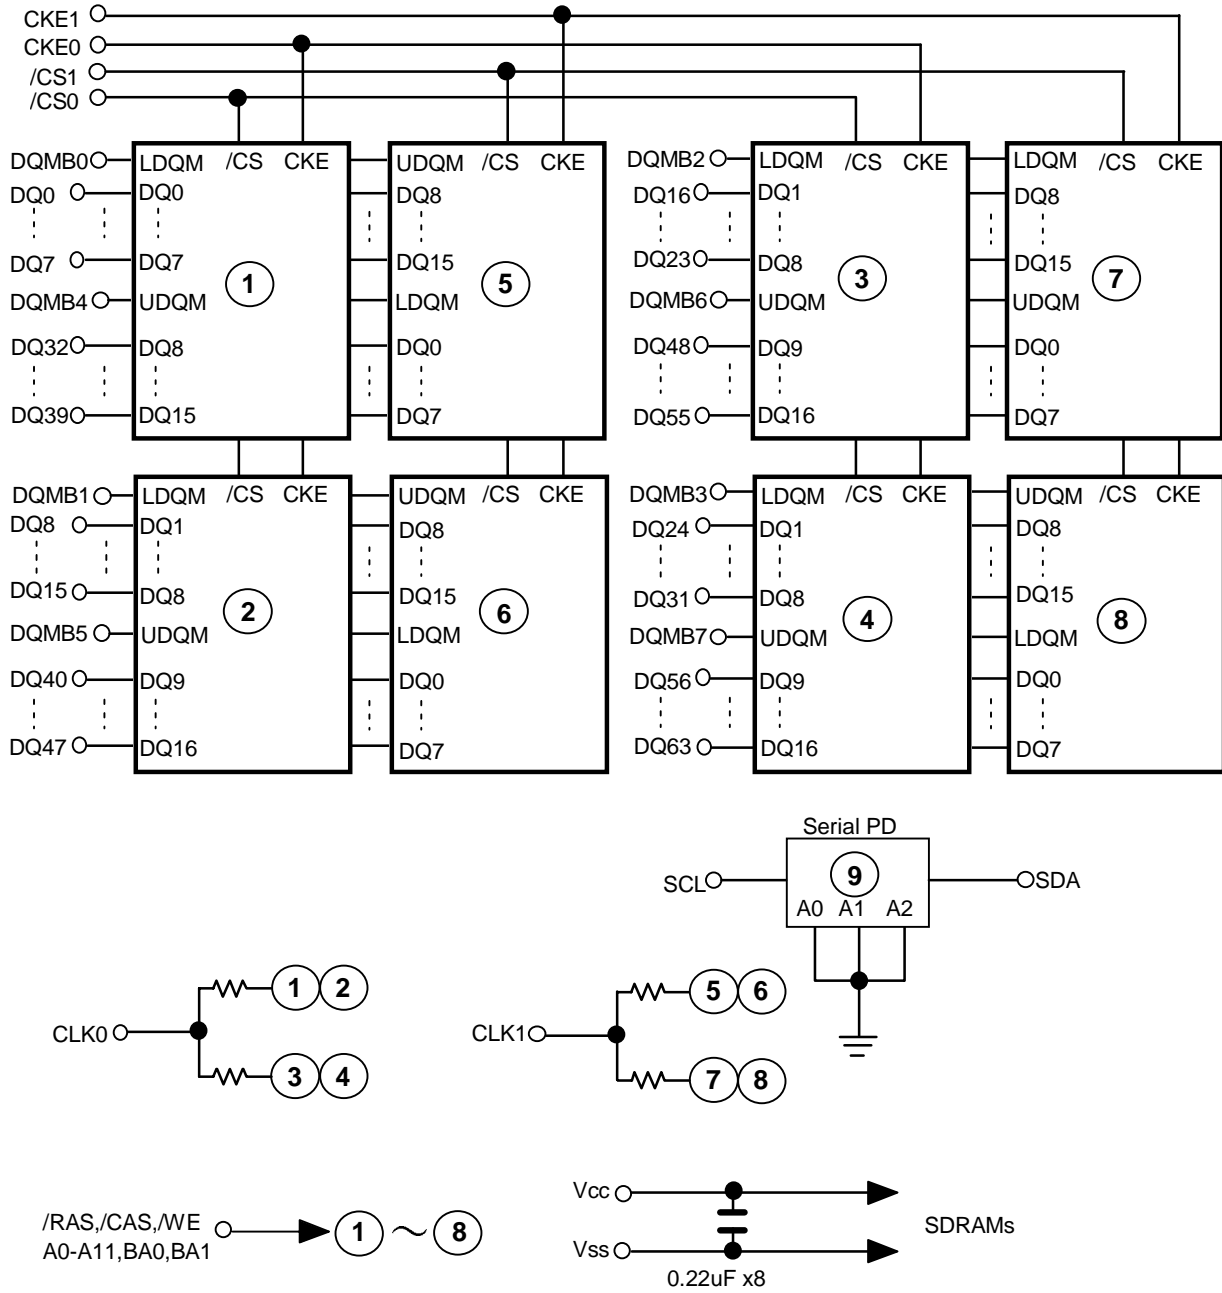 CKE1
CKE0
/CS1
/CS0
DQMB0 LDQM /CS CKE UDQM /CS CKE DQMB2 LDQM /CS CKE LDQM /CS CKE
DQ0 DQ0 DQ8 DQ16 DQ1 DQ8
DQ7 DQ7 DQ15 DQ23 DQ8 DQ15
1 5 3 7
DQMB4 UDQM LDQM DQMB6 UDQM UDQM
DQ32 DQ8 DQ0 DQ48 DQ9 DQ0
DQ39 DQ15 DQ7 DQ55 DQ16 DQ7
DQMB1 LDQM /CS CKE UDQM /CS CKE DQMB3 LDQM /CS CKE UDQM /CS CKE
DQ8 DQ1 DQ8 DQ24 DQ1 DQ8
DQ15 DQ8 DQ15 DQ31 DQ8 DQ15
2 6 4 8
DQMB5 UDQM LDQM DQMB7 UDQM LDQM
DQ40 DQ9 DQ0 DQ56 DQ9 DQ0
DQ47 DQ16 DQ7 DQ63 DQ16 DQ7
Serial PD
SCL 9 SDA
A0 A1 A2
1 2
CLK0
3 4
5 6
CLK1
7 8
/RAS,/CAS,/WE
A0-A11,BA0,BA1
1 ~ 8
Vcc
Vss
SDRAMs
0.22uF x8